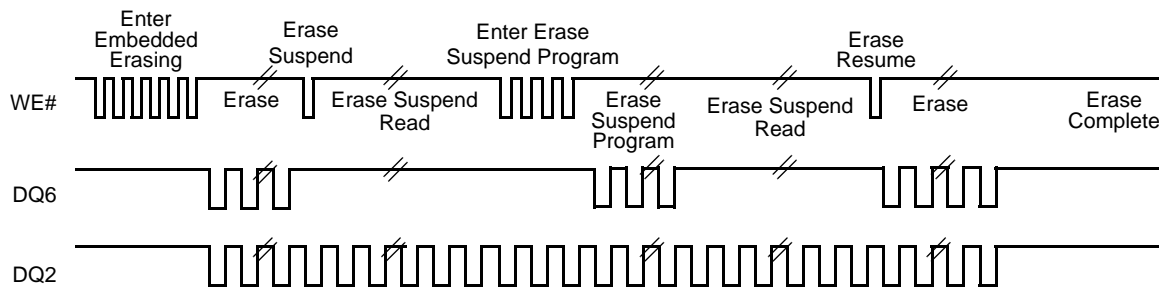 Enter
Embedded
Erasing
Erase
Suspend
Enter Erase
Suspend Program
Erase
Resume
WE#
Erase
Erase Suspend
Read
Erase
Suspend
Program
Erase Suspend
Read
Erase
Erase
Complete
DQ6
DQ2